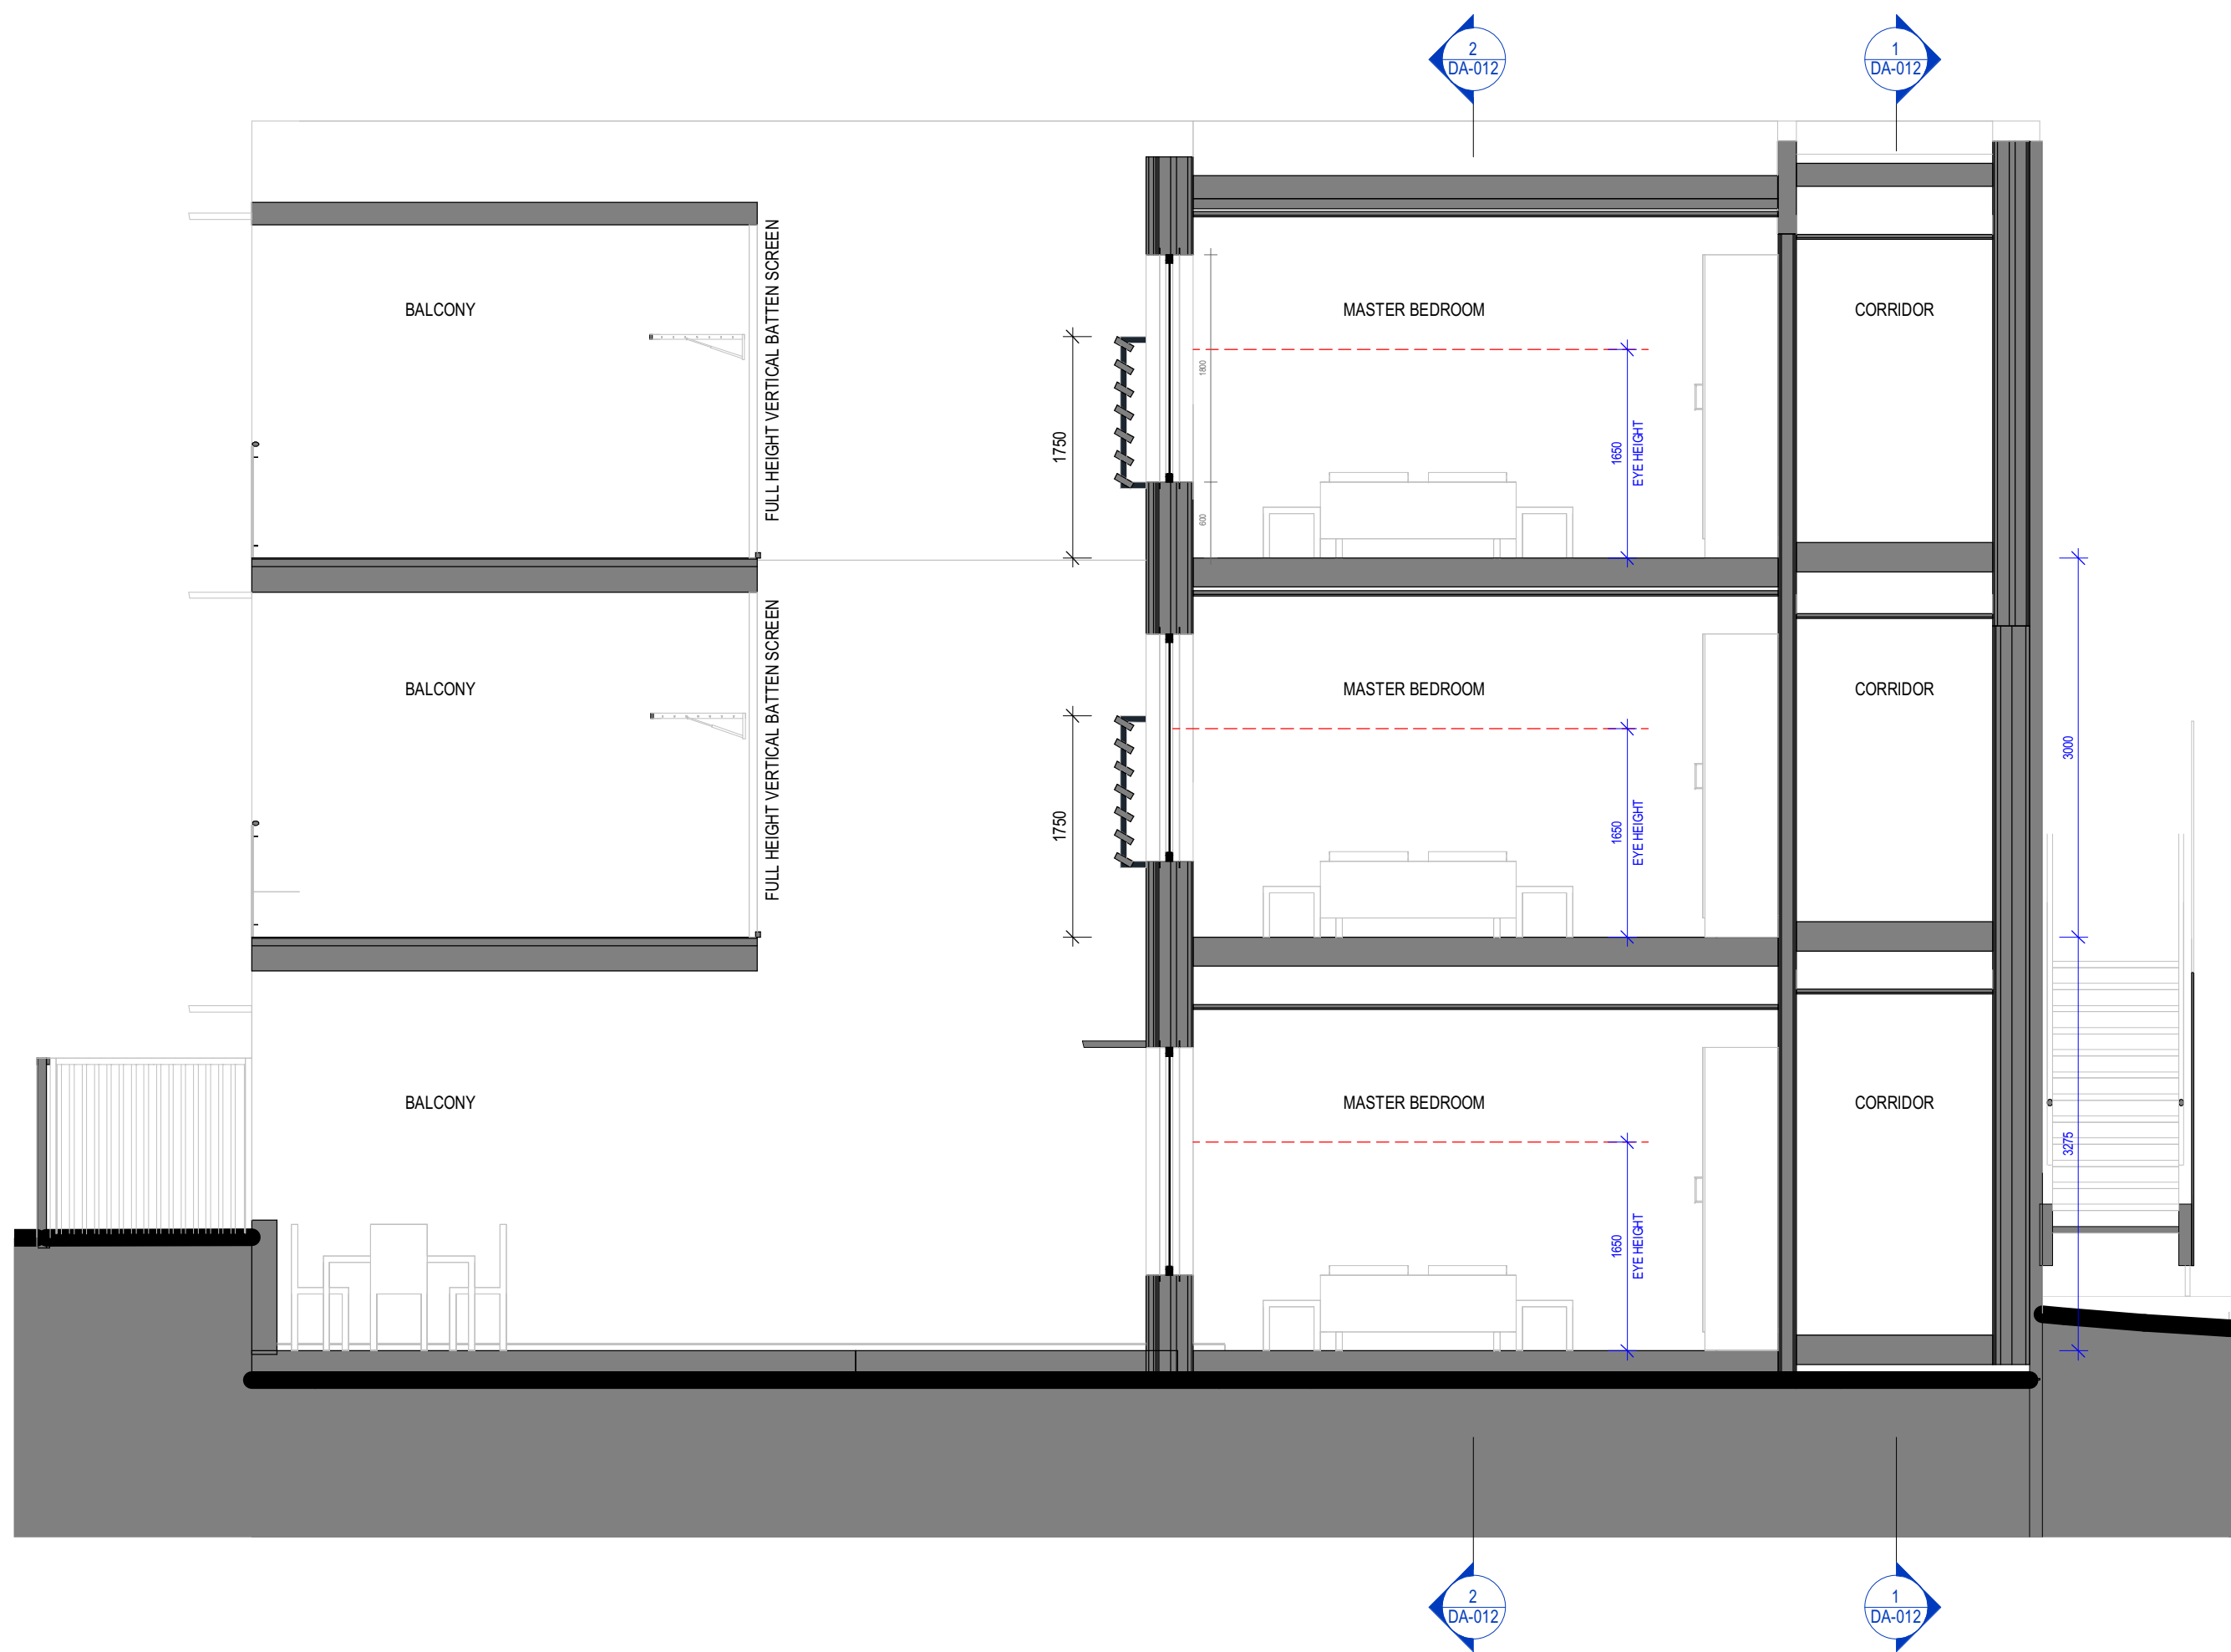 2
DA-012
1
DA-012
BALCONY
FULL HEIGHT VERTICAL BATTEN SCREEN
MASTER BEDROOM
CORRIDOR
1750
1800
600
1650
EYE HEIGHT
BALCONY
FULL HEIGHT VERTICAL BATTEN SCREEN
MASTER BEDROOM
CORRIDOR
1750
1650
EYE HEIGHT
3000
BALCONY
MASTER BEDROOM
CORRIDOR
1650
EYE HEIGHT
3275
2
DA-012
1
DA-012